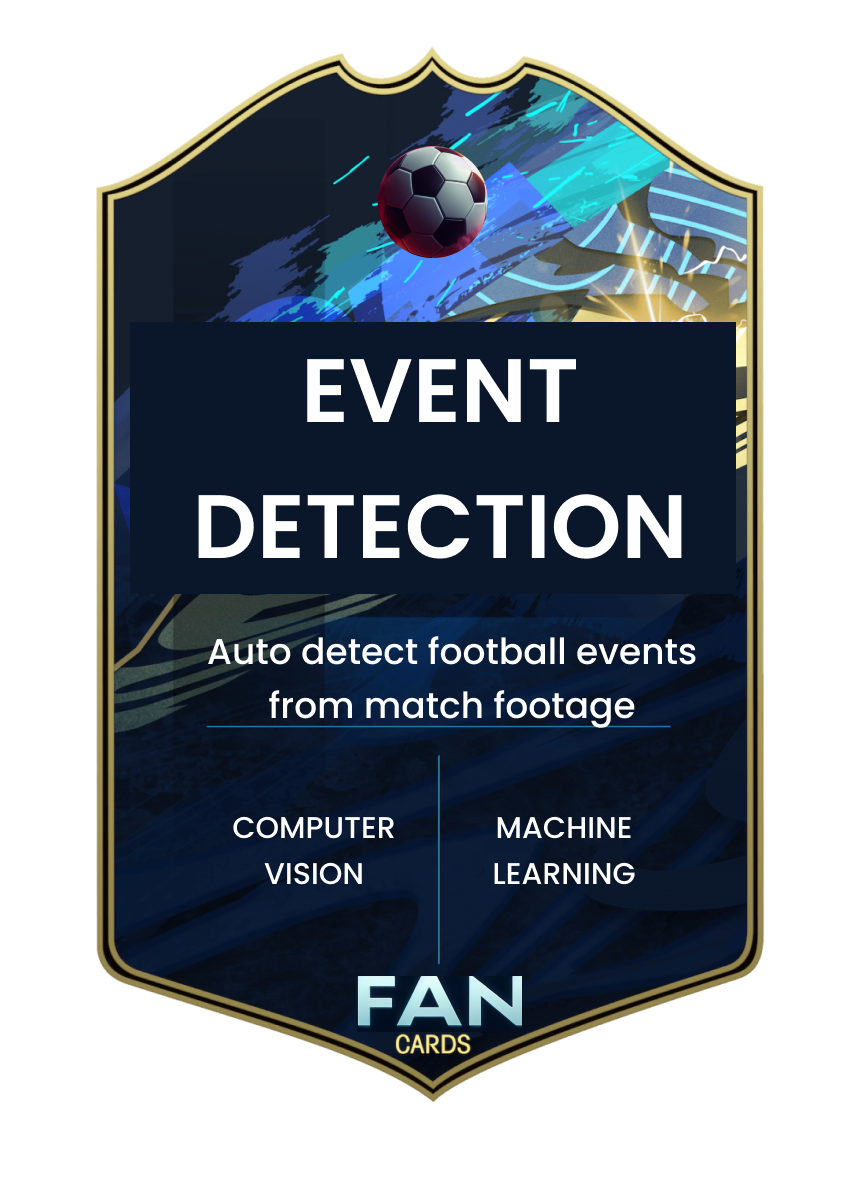 EVENT
DETECTION
Auto detect football events
from match footage
COMPUTER
VISION
MACHINE
LEARNING
FAN
CARDS